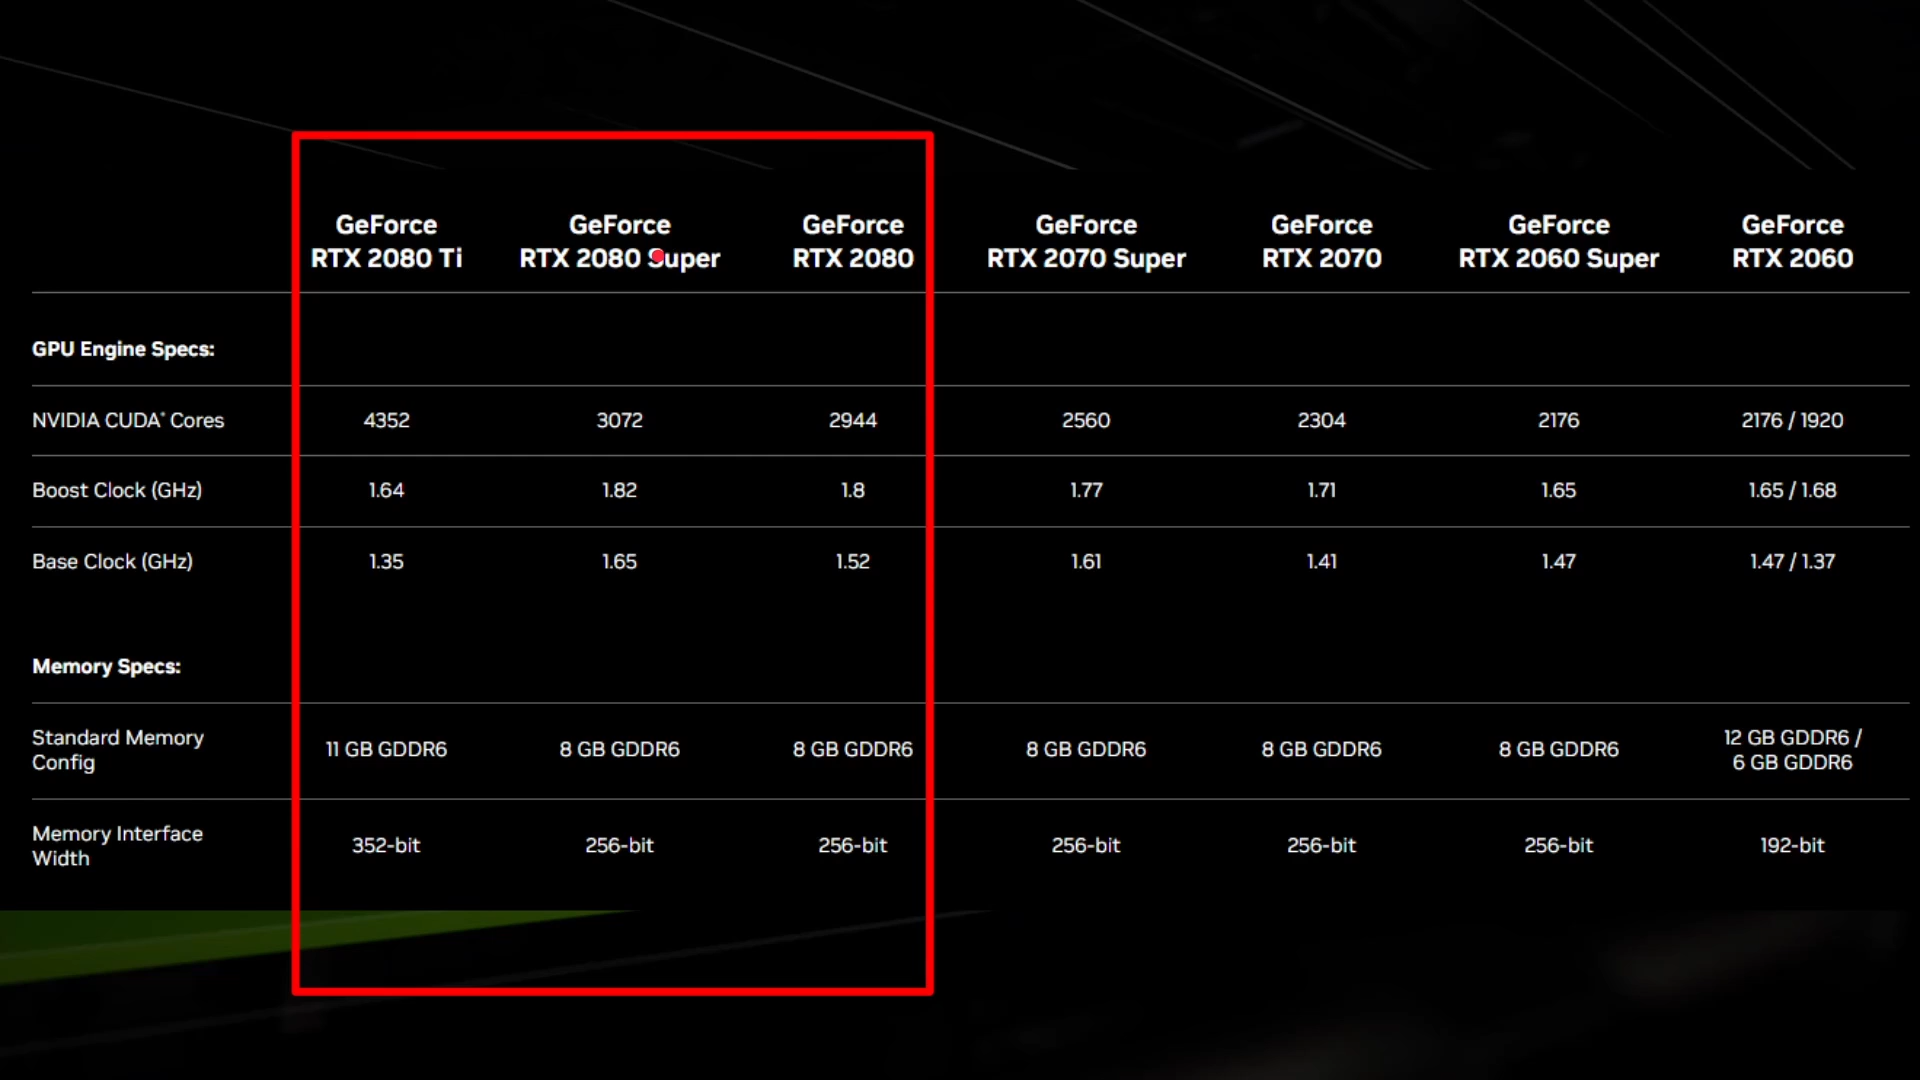 GeForce RTX 2080 Ti GeForce RTX 2080 Super GeForce RTX 2080 GeForce RTX 2070 Super GeForce RTX 2070 GeForce RTX 2060 Super GeForce RTX 2060
GPU Engine Specs:
NVIDIA CUDA® Cores 4352 3072 2944 2560 2304 2176 2176 / 1920
Boost Clock (GHz) 1.64 1.82 1.8 1.77 1.71 1.65 1.65 / 1.68
Base Clock (GHz) 1.35 1.65 1.52 1.61 1.41 1.47 1.47 / 1.37
Memory Specs:
Standard Memory Config 11 GB GDDR6 8 GB GDDR6 8 GB GDDR6 8 GB GDDR6 8 GB GDDR6 8 GB GDDR6 12 GB GDDR6 / 6 GB GDDR6
Memory Interface Width 352-bit 256-bit 256-bit 256-bit 256-bit 256-bit 192-bit